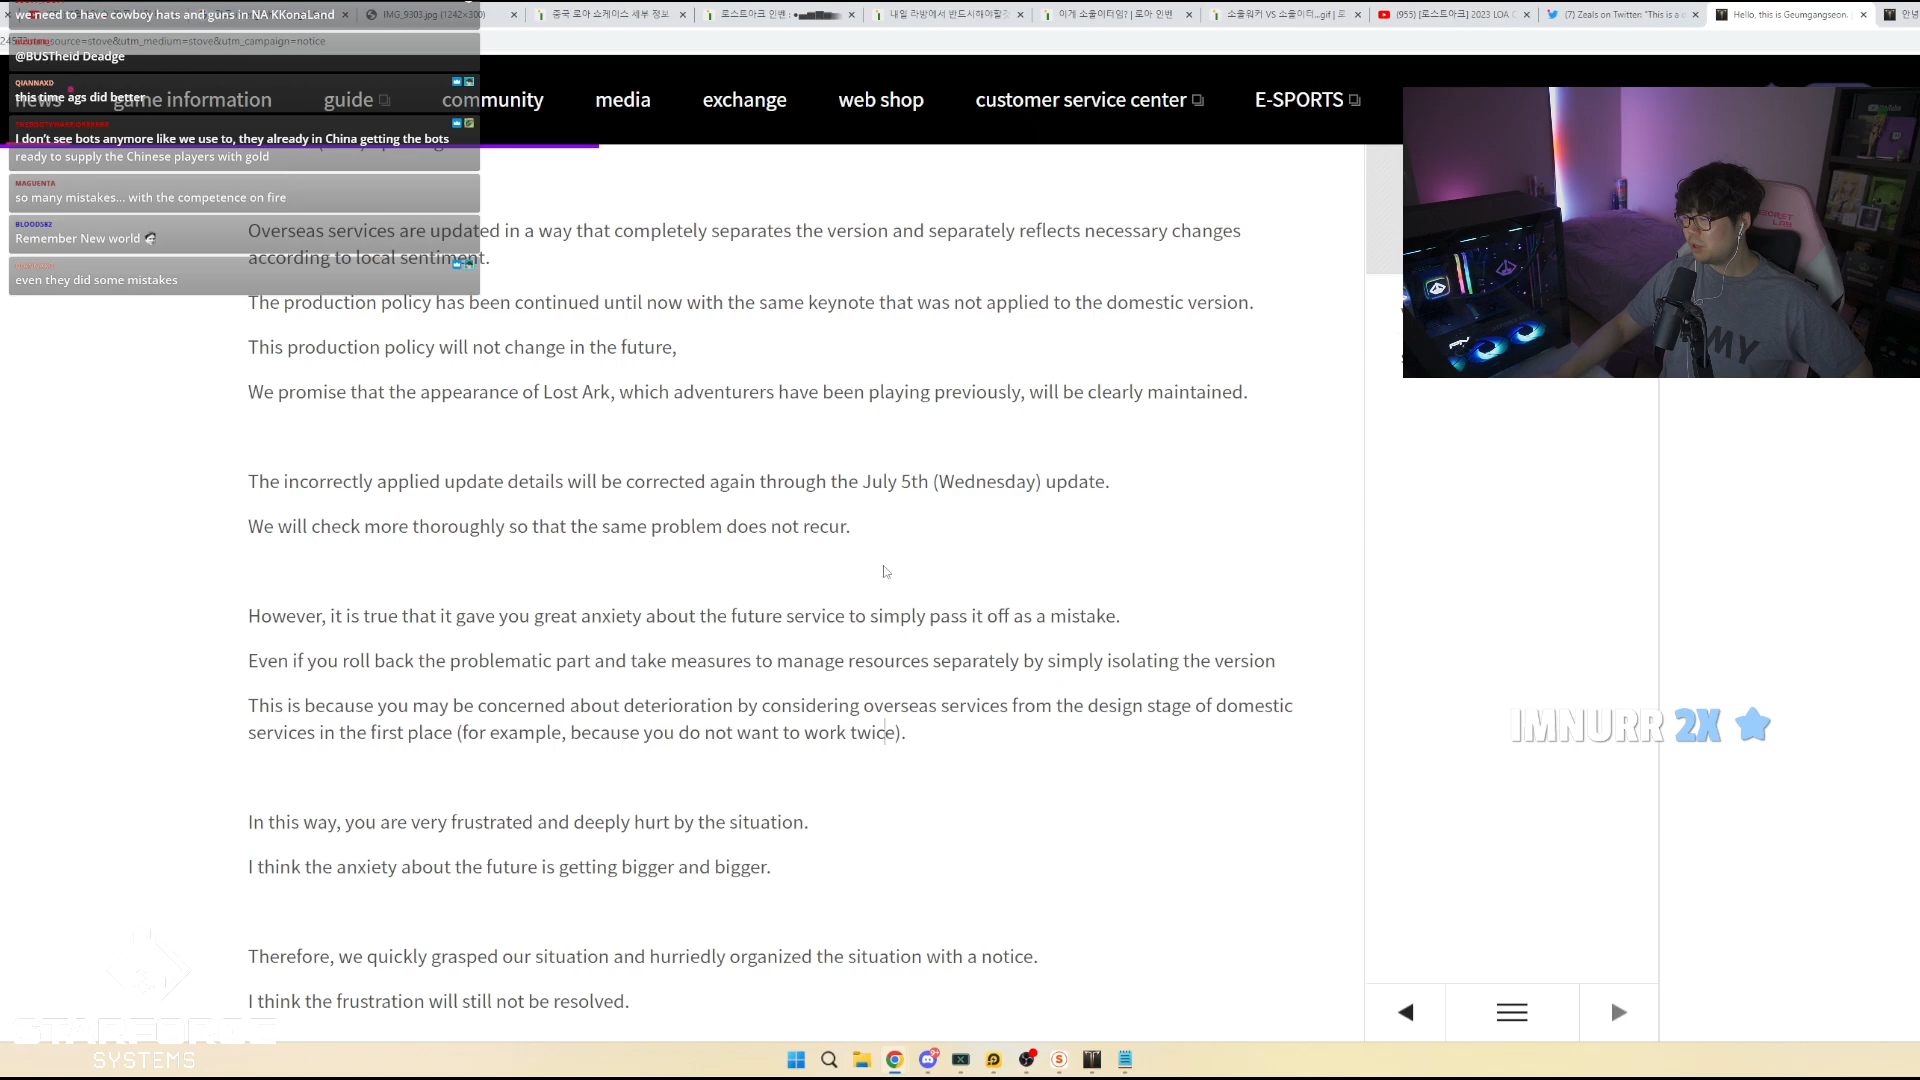 we need to have cowboy hats and guns in NA KKonaLand
IMG_9303.jpg (1242×300)
중국 로아 쇼케이스 세부 정보
로스트아크 인벤 :
내일 라방에서 반드시해야할
이게 소울이터임? | 로아 인벤
소울워커 VS 소울이터...gif | 로
(955) [로스트아크] 2023 LOA
(7) Zeals on Twitter: "This is a
Hello, this is Geumgangseon.
안녕
utm_source=stove&utm_medium=stove&utm_campaign=notice
@BUSTheid Deadge
QIANNAXD
this time ags did better
news
game information
guide
community
media
exchange
web shop
customer service center
E-SPORTS
I don't see bots anymore like we use to, they already in China getting the bots
ready to supply the Chinese players with gold
MAGUENTA
so many mistakes... with the competence on fire
BLOODS82
Remember New world
even they did some mistakes
Overseas services are updated in a way that completely separates the version and separately reflects necessary changes
according to local sentiment.
The production policy has been continued until now with the same keynote that was not applied to the domestic version.
This production policy will not change in the future,
We promise that the appearance of Lost Ark, which adventurers have been playing previously, will be clearly maintained.
The incorrectly applied update details will be corrected again through the July 5th (Wednesday) update.
We will check more thoroughly so that the same problem does not recur.
However, it is true that it gave you great anxiety about the future service to simply pass it off as a mistake.
Even if you roll back the problematic part and take measures to manage resources separately by simply isolating the version
This is because you may be concerned about deterioration by considering overseas services from the design stage of domestic
services in the first place (for example, because you do not want to work twice).
IMNURR 2X
In this way, you are very frustrated and deeply hurt by the situation.
I think the anxiety about the future is getting bigger and bigger.
Therefore, we quickly grasped our situation and hurriedly organized the situation with a notice.
I think the frustration will still not be resolved.
STARFORGE
SYSTEMS